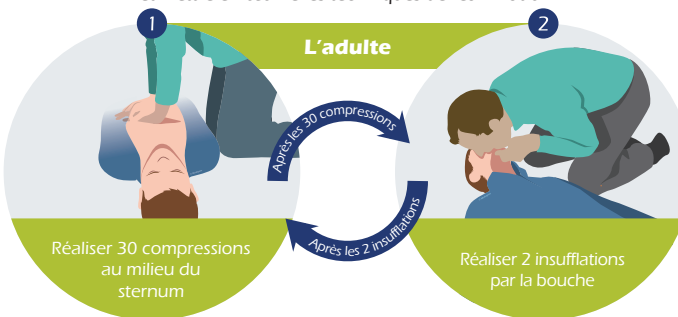 1
2
L'adulte
Après les 30 compressions
Après les 2 insufflations
Réaliser 30 compressions
au milieu du
sternum
Réaliser 2 insufflations
par la bouche